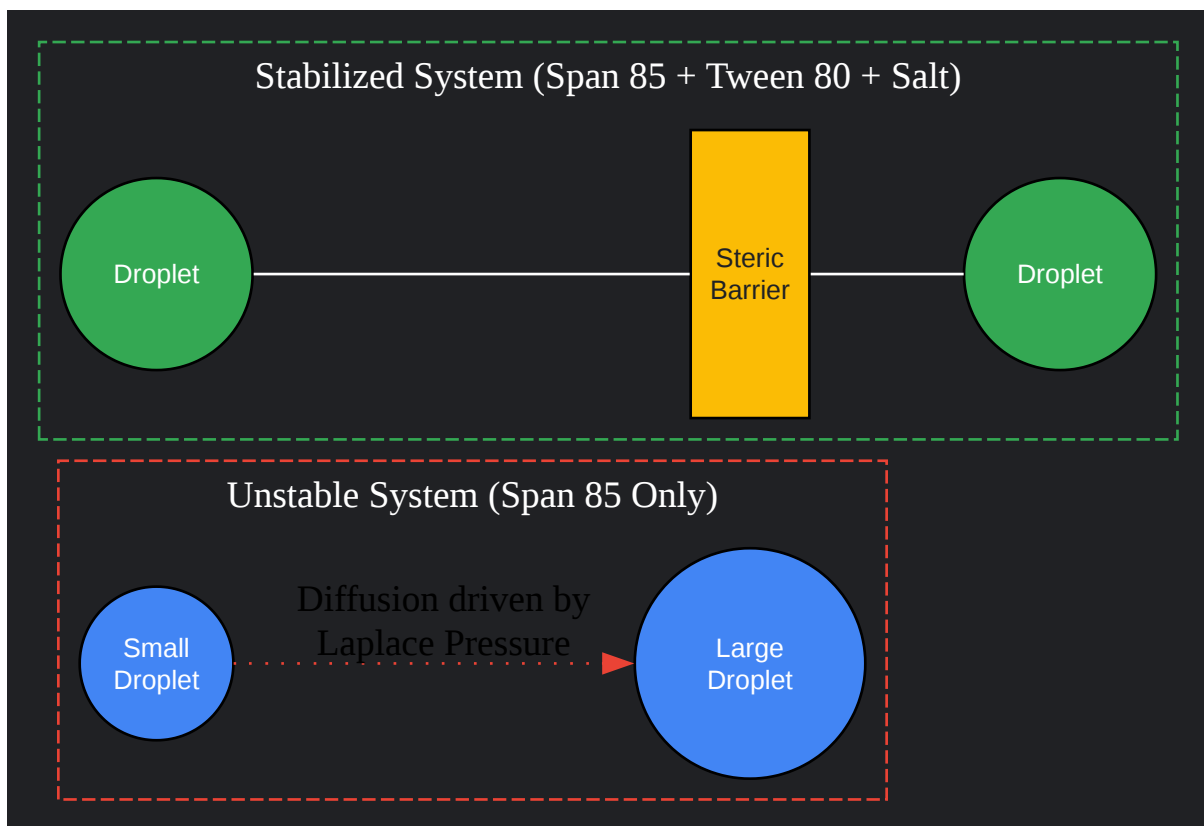 Stabilized System (Span 85 + Tween 80 + Salt)
Droplet
Steric
Barrier
Droplet
Unstable System (Span 85 Only)
Small
Droplet
Diffusion driven by
Laplace Pressure
Large
Droplet